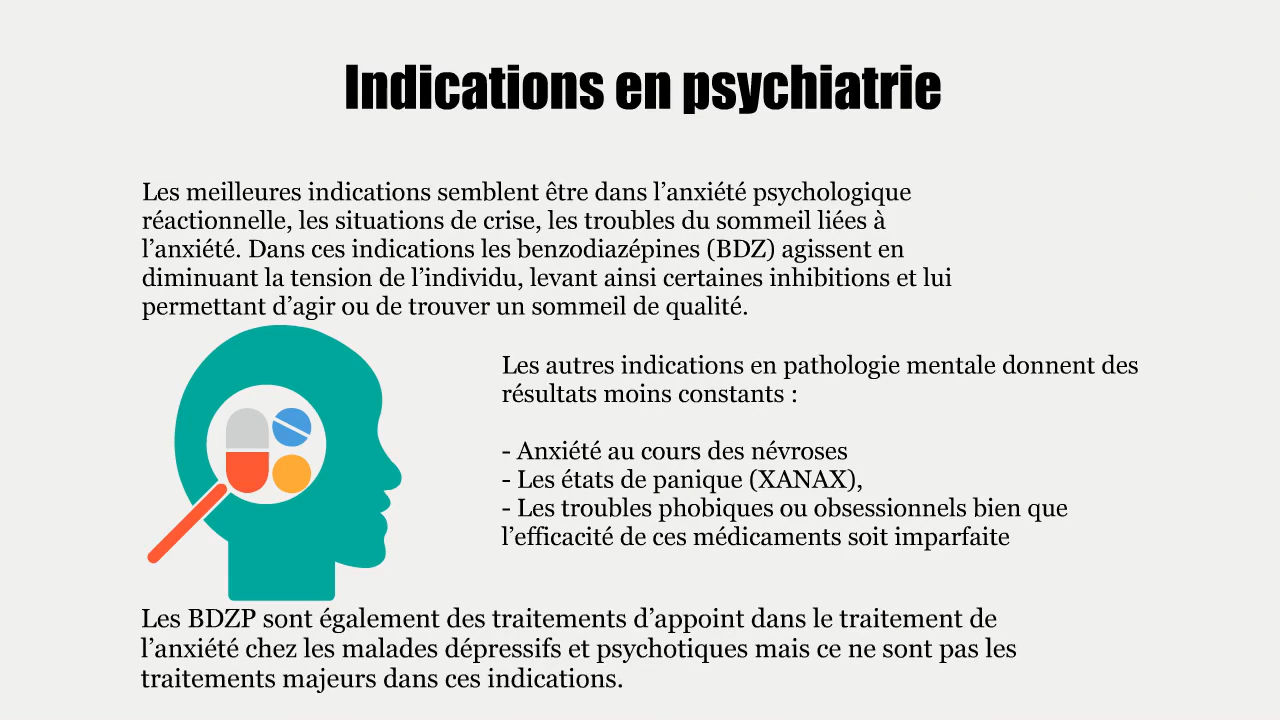 Indications en psychiatrie
Les meilleures indications semblent être dans l’anxiété psychologique
réactionnelle, les situations de crise, les troubles du sommeil liées à
l’anxiété. Dans ces indications les benzodiazépines (BDZ) agissent en
diminuant la tension de l’individu, levant ainsi certaines inhibitions et lui
permettant d’agir ou de trouver un sommeil de qualité.
Les autres indications en pathologie mentale donnent des
résultats moins constants :
- Anxiété au cours des névroses
- Les états de panique (XANAX),
- Les troubles phobiques ou obsessionnels bien que
l’efficacité de ces médicaments soit imparfaite
Les BDZP sont également des traitements d’appoint dans le traitement de
l’anxiété chez les malades dépressifs et psychotiques mais ce ne sont pas les
traitements majeurs dans ces indications.